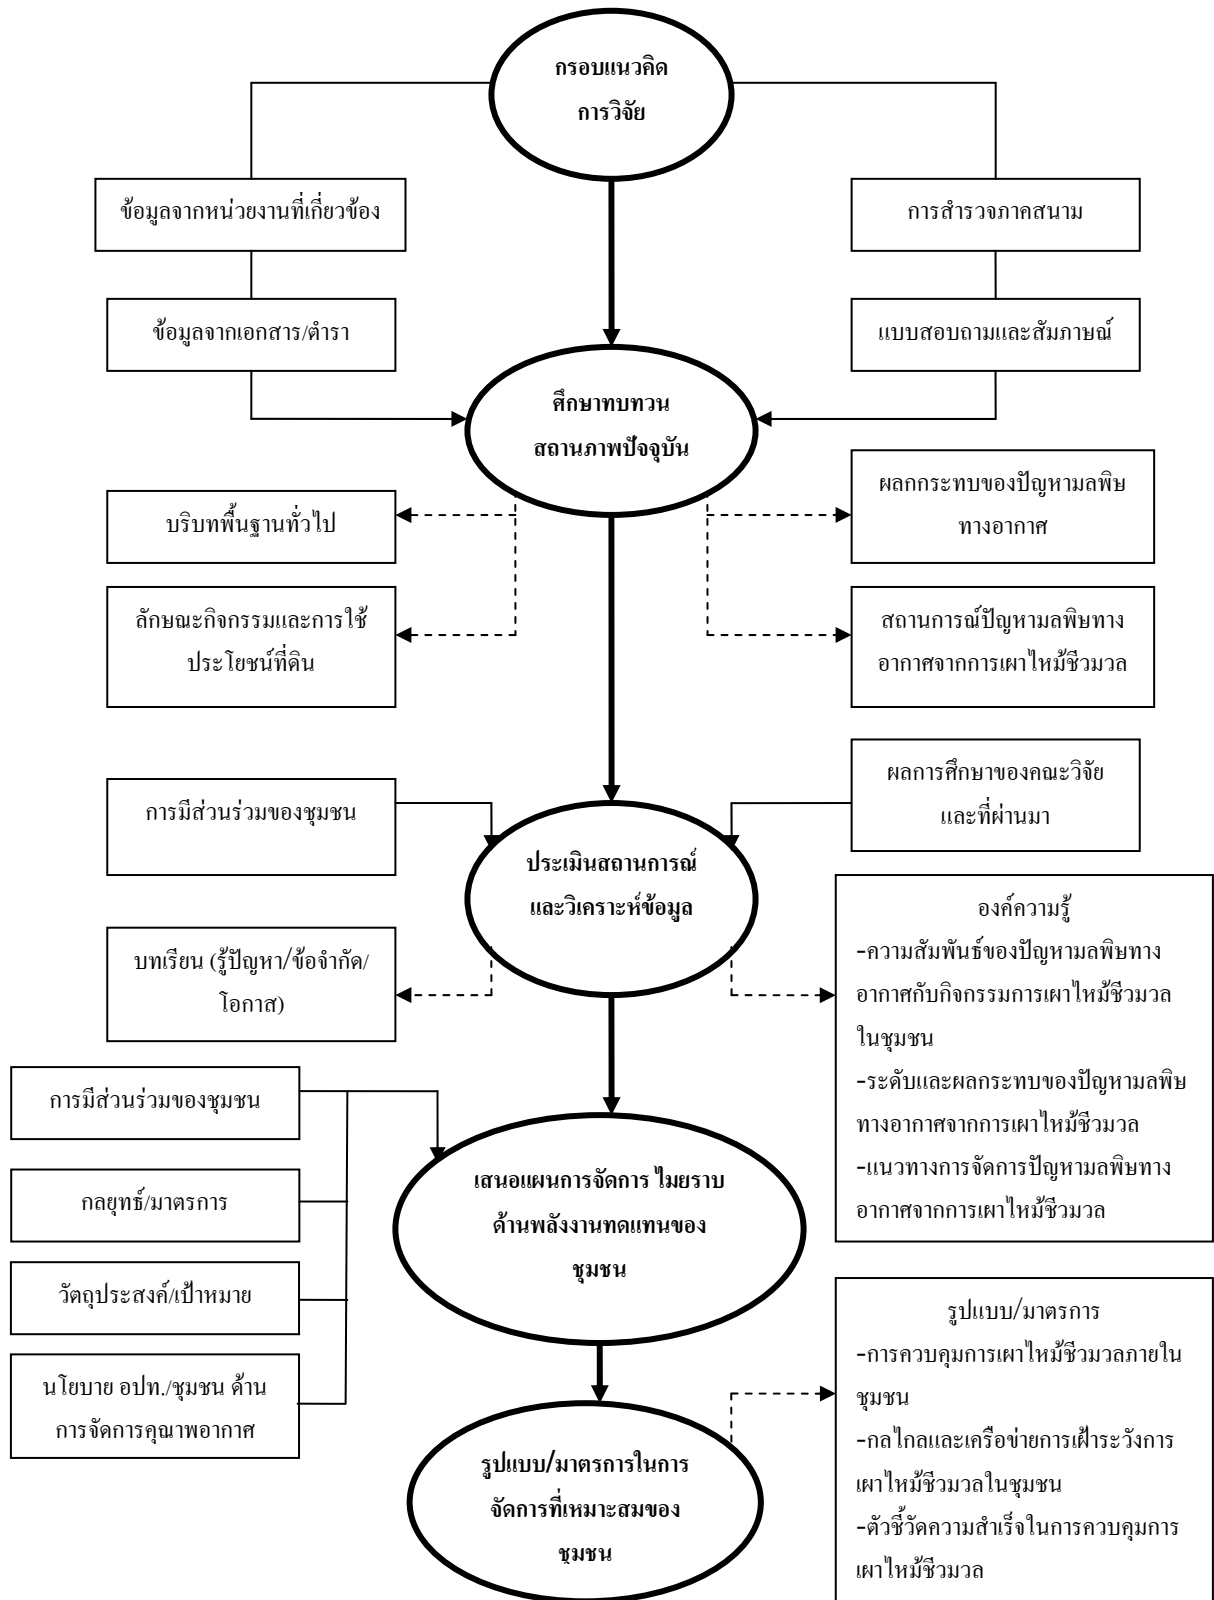 กรอบแนวคิด
การวิจัย
ข้อมูลจากหน่วยงานที่เกี่ยวข้อง
การสำรวจภาคสนาม
ข้อมูลจากเอกสาร/ตำรา
แบบสอบถามและสัมภาษณ์
ศึกษาทบทวน
สถานภาพปัจจุบัน
บริบทพื้นฐานทั่วไป
ผลกกระทบของปัญหามลพิษ
ทางอากาศ
ลักษณะกิจกรรมและการใช้
ประโยชน์ที่ดิน
สถานการณ์ปัญหามลพิษทาง
อากาศจากการเผาไหม้ชีวมวล
การมีส่วนร่วมของชุมชน
ผลการศึกษาของคณะวิจัย
และที่ผ่านมา
ประเมินสถานการณ์
และวิเคราะห์ข้อมูล
บทเรียน (รู้ปัญหา/ข้อจำกัด/
โอกาส)
องค์ความรู้
-ความสัมพันธ์ของปัญหามลพิษทาง
อากาศกับกิจกรรมการเผาไหม้ชีวมวล
ในชุมชน
-ระดับและผลกระทบของปัญหามลพิษ
ทางอากาศจากการเผาไหม้ชีวมวล
-แนวทางการจัดการปัญหามลพิษทาง
อากาศจากการเผาไหม้ชีวมวล
การมีส่วนร่วมของชุมชน
กลยุทธ์/มาตรการ
วัตถุประสงค์/เป้าหมาย
นโยบาย อปท./ชุมชน ด้าน
การจัดการคุณาพอากาศ
เสนอแผนการจัดการ ไมยราบ
ด้านพลังงานทดแทนของ
ชุมชน
รูปแบบ/มาตรการในการ
จัดการที่เหมาะสมของ
ชุมชน
รูปแบบ/มาตรการ
-การควบคุมการเผาไหม้ชีวมวลภายใน
ชุมชน
-กลไกลและเครือข่ายการเฝ้าระวังการ
เผาไหม้ชีวมวลในชุมชน
-ตัวชี้วัดความสำเร็จในการควบคุมการ
เผาไหม้ชีวมวล